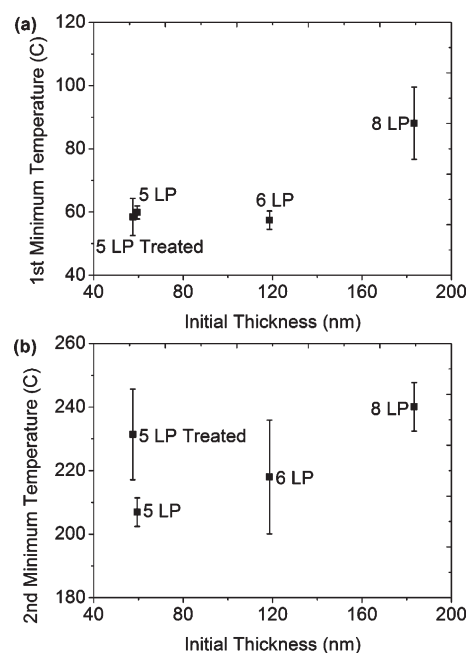 (a)
120
100
80
60
40
1st Minimum Temperature (C)
8 LP
5 LP
6 LP
5 LP Treated
40 80 120 160 200
Initial Thickness (nm)
(b)
260
240
220
200
180
2nd Minimum Temperature (C)
8 LP
5 LP Treated
6 LP
5 LP
40 80 120 160 200
Initial Thickness (nm)